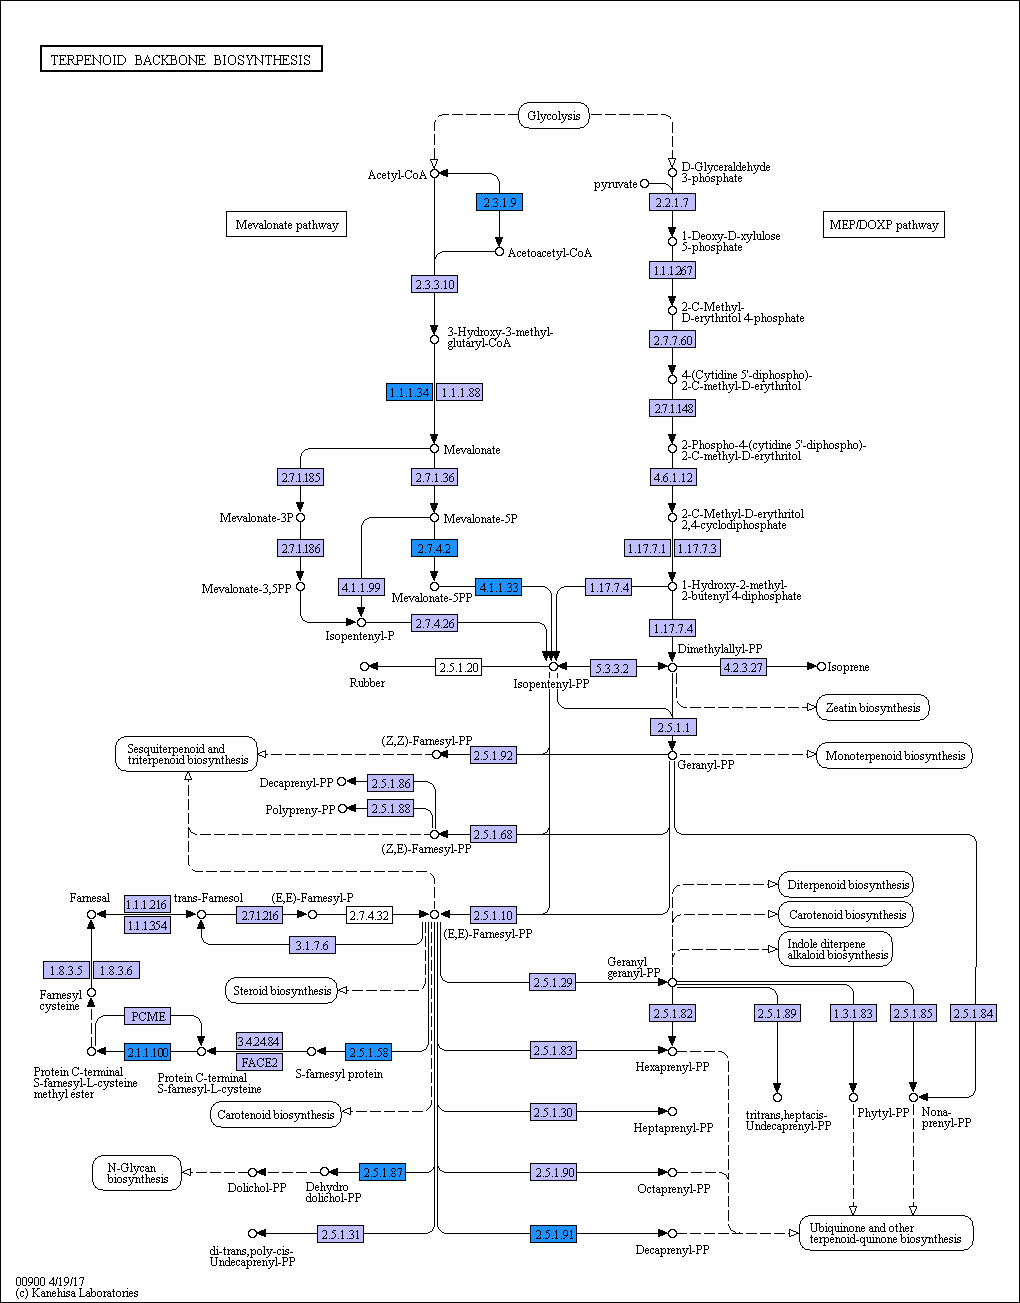 TERPENOID BACKBONE BIOSYNTHESIS
Glycolysis
Acetyl-CoA
D-Glyceraldehyde
3-phosphate
pyruvate
2.3.1.9
2.2.1.7
Mevalonate pathway
MEP/DOXP pathway
1-Deoxy-D-xylulose
5-phosphate
Acetoacetyl-CoA
1.1.1.267
2.3.3.10
2-C-Methyl-
D-erythritol 4-phosphate
3-Hydroxy-3-methyl-
glutaryl-CoA
2.7.7.60
4-(Cytidine 5'-diphospho)-
2-C-methyl-D-erythritol
1.1.1.34
1.1.1.88
2.7.1.148
Mevalonate
2-Phospho-4-(cytidine 5'-diphospho)-
2-C-methyl-D-erythritol
2.7.1.185
2.7.1.36
4.6.1.12
Mevalonate-3P
Mevalonate-5P
2-C-Methyl-D-erythritol
2,4-cyclodiphosphate
2.7.1.186
2.7.4.2
1.17.7.1
1.17.7.3
Mevalonate-3,5PP
4.1.1.99
Mevalonate-5PP
4.1.1.33
1.17.7.4
1-Hydroxy-2-methyl-
2-butenyl 4-diphosphate
Isopentenyl-P
2.7.4.26
1.17.7.4
Dimethylallyl-PP
Rubber
2.5.1.20
Isopentenyl-PP
5.3.3.2
4.2.3.27
Isoprene
Zeatin biosynthesis
2.5.1.1
Sesquiterpenoid and
triterpenoid biosynthesis
(Z,Z)-Farnesyl-PP
2.5.1.92
Geranyl-PP
Monoterpenoid biosynthesis
Decaprenyl-PP
2.5.1.86
Polypreny-PP
2.5.1.88
(Z,E)-Farnesyl-PP
2.5.1.68
Diterpenoid biosynthesis
Farnesal
1.1.1.216
1.1.1.354
trans-Farnesol
2.7.1.216
(E,E)-Farnesyl-P
2.7.4.32
2.5.1.10
(E,E)-Farnesyl-PP
Carotenoid biosynthesis
3.1.7.6
Indole diterpene
alkaloid biosynthesis
1.8.3.5
1.8.3.6
Geranyl
geranyl-PP
2.5.1.29
Farnesyl
cysteine
Steroid biosynthesis
PCME
2.5.1.82
2.5.1.89
1.3.1.83
2.5.1.85
2.5.1.84
2.1.1.100
3.4.24.84
FACE2
2.5.1.58
2.5.1.83
Hexaprenyl-PP
Protein C-terminal
S-farnesyl-L-cysteine
methyl ester
Protein C-terminal
S-farnesyl-L-cysteine
S-farnesyl protein
Carotenoid biosynthesis
2.5.1.30
Heptaprenyl-PP
tritrans,heptacis-
Undecaprenyl-PP
Phytyl-PP
Nona-
prenyl-PP
N-Glycan
biosynthesis
Dolichol-PP
Dehydro
dolichol-PP
2.5.1.87
2.5.1.90
Octaprenyl-PP
di-trans,poly-cis-
Undecaprenyl-PP
2.5.1.31
2.5.1.91
Decaprenyl-PP
Ubiquinone and other
terpenoid-quinone biosynthesis
00900 4/19/17
(c) Kanehisa Laboratories